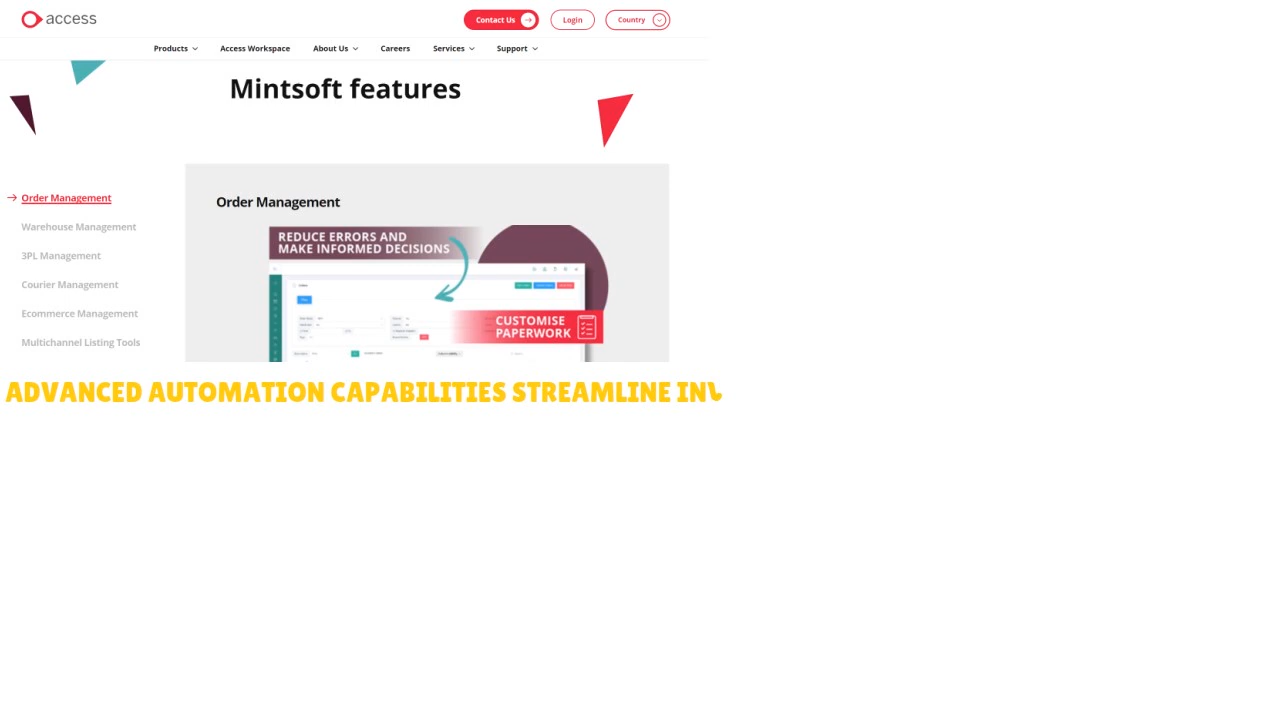 access
Contact Us
Login
Country
Products
Access Workspace
About Us
Careers
Services
Support
Mintsoft features
Order Management
Warehouse Management
3PL Management
Courier Management
Ecommerce Management
Multichannel Listing Tools
Order Management
REDUCE ERRORS AND
MAKE INFORMED DECISIONS
CUSTOMISE
PAPERWORK
ADVANCED AUTOMATION CAPABILITIES STREAMLINE